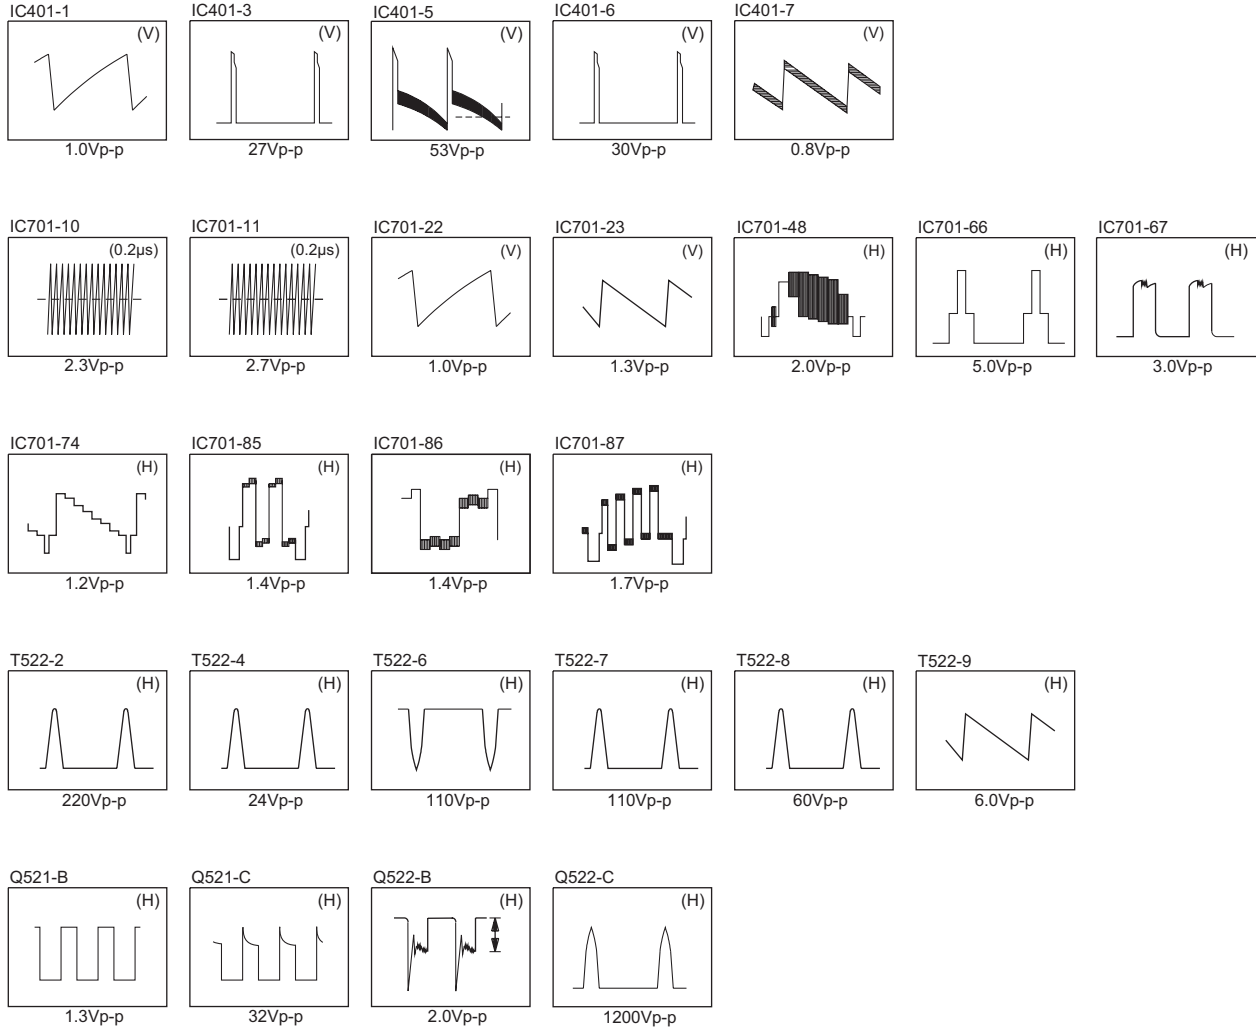 IC401-1 IC401-3 IC401-5 IC401-6 IC401-7
(V) (V) (V) (V) (V)
1.0Vp-p 27Vp-p 53Vp-p 30Vp-p 0.8Vp-p
IC701-10 IC701-11 IC701-22 IC701-23 IC701-48 IC701-66 IC701-67
(0.2μs) (0.2μs) (V) (V) (H) (H) (H)
2.3Vp-p 2.7Vp-p 1.0Vp-p 1.3Vp-p 2.0Vp-p 5.0Vp-p 3.0Vp-p
IC701-74 IC701-85 IC701-86 IC701-87
(H) (H) (H) (H)
1.2Vp-p 1.4Vp-p 1.4Vp-p 1.7Vp-p
T522-2 T522-4 T522-6 T522-7 T522-8 T522-9
(H) (H) (H) (H) (H) (H)
220Vp-p 24Vp-p 110Vp-p 110Vp-p 60Vp-p 6.0Vp-p
Q521-B Q521-C Q522-B Q522-C
(H) (H) (H) (H)
1.3Vp-p 32Vp-p 2.0Vp-p 1200Vp-p